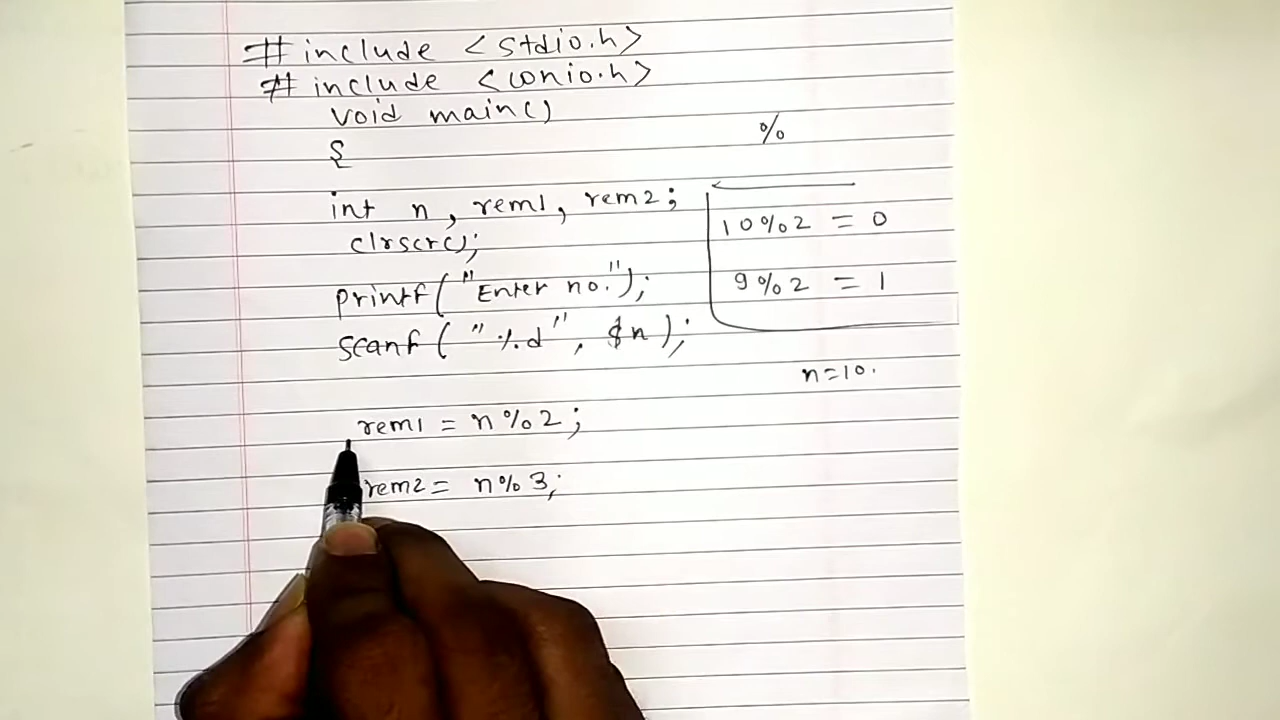 #include <stdio.h>
#include <conio.h>
void main()
{
%
int n, rem1, rem2;
clrscr();
10%2 = 0
printf("Enter no.");
9%2 = 1
scanf("%d", &n);
n=10.
rem1 = n%2;
rem2 = n%3;